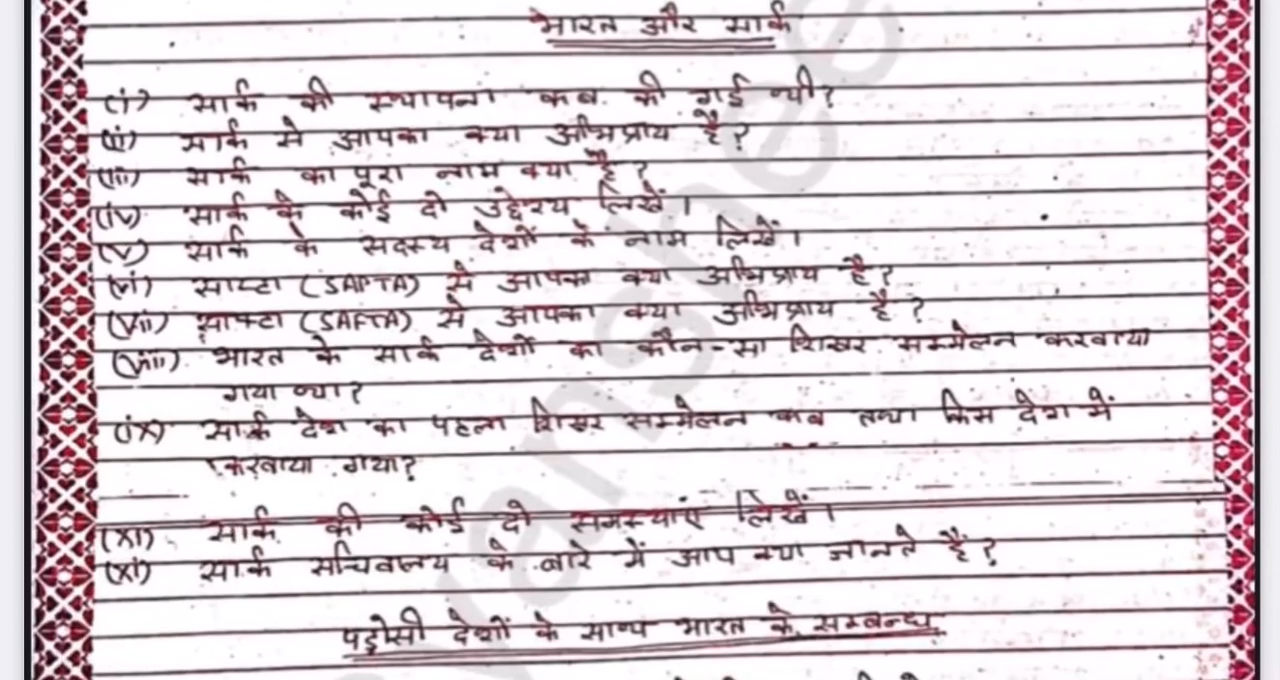 भारत और सार्क
(i) सार्क की स्थापना कब की गई थी?
(ii) सार्क से आपका क्या अभिप्राय है?
(iii) सार्क का पूरा नाम क्या है?
(iv) सार्क के कोई दो उद्देश्य लिखें।
(v) सार्क के सदस्य देशों के नाम लिखें।
(vi) साप्टा (SAPTA) से आपका क्या अभिप्राय है?
(vii) साफ्टा (SAFTA) से आपका क्या अभिप्राय है?
(viii) भारत के सार्क देशों का कौन-सा शिखर सम्मेलन करवाया
गया था?
(ix) सार्क देश का पहला शिखर सम्मेलन कब तथा किस देश में
करवाया गया?
(xi) सार्क की कोई दो समस्याएं लिखें।
(xi) सार्क सचिवालय के बारे में आप क्या जानते हैं?
पड़ोसी देशों के साथ भारत के सम्बन्ध